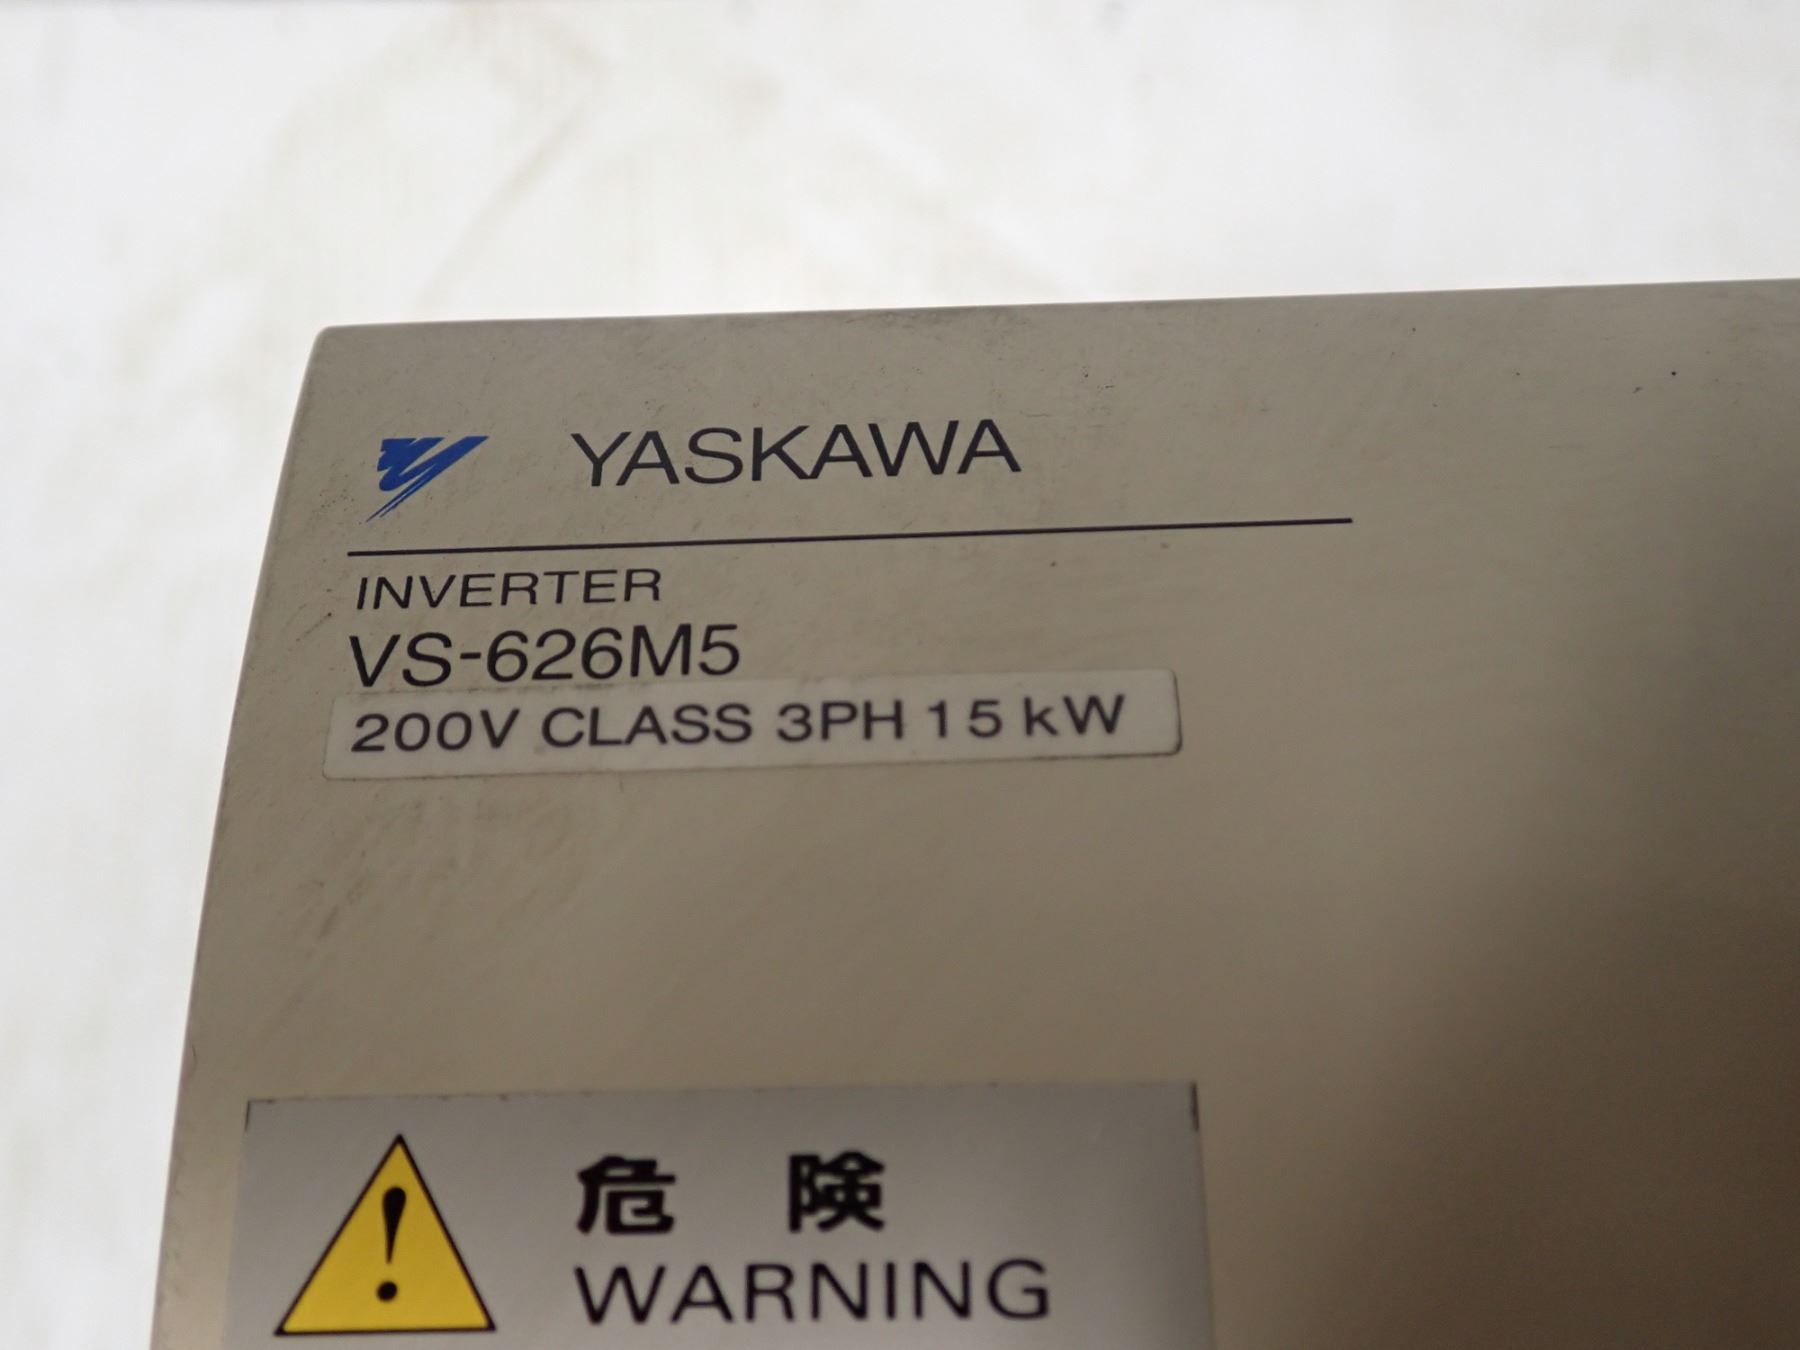 YASKAWA
INVERTER
VS-626M5
200V CLASS 3PH 15 kW
危険
WARNING